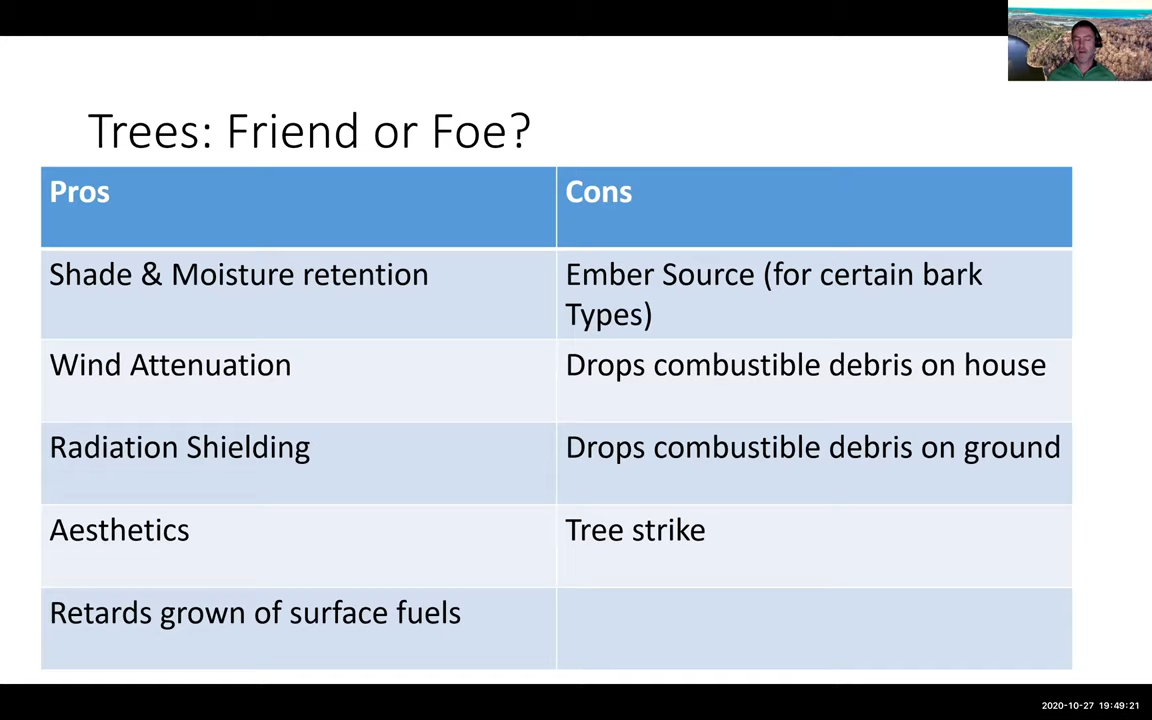 Trees: Friend or Foe?
Pros
Cons
Shade & Moisture retention
Ember Source (for certain bark
Types)
Wind Attenuation
Drops combustible debris on house
Radiation Shielding
Drops combustible debris on ground
Aesthetics
Tree strike
Retards grown of surface fuels
2020-10-27 19:49:21